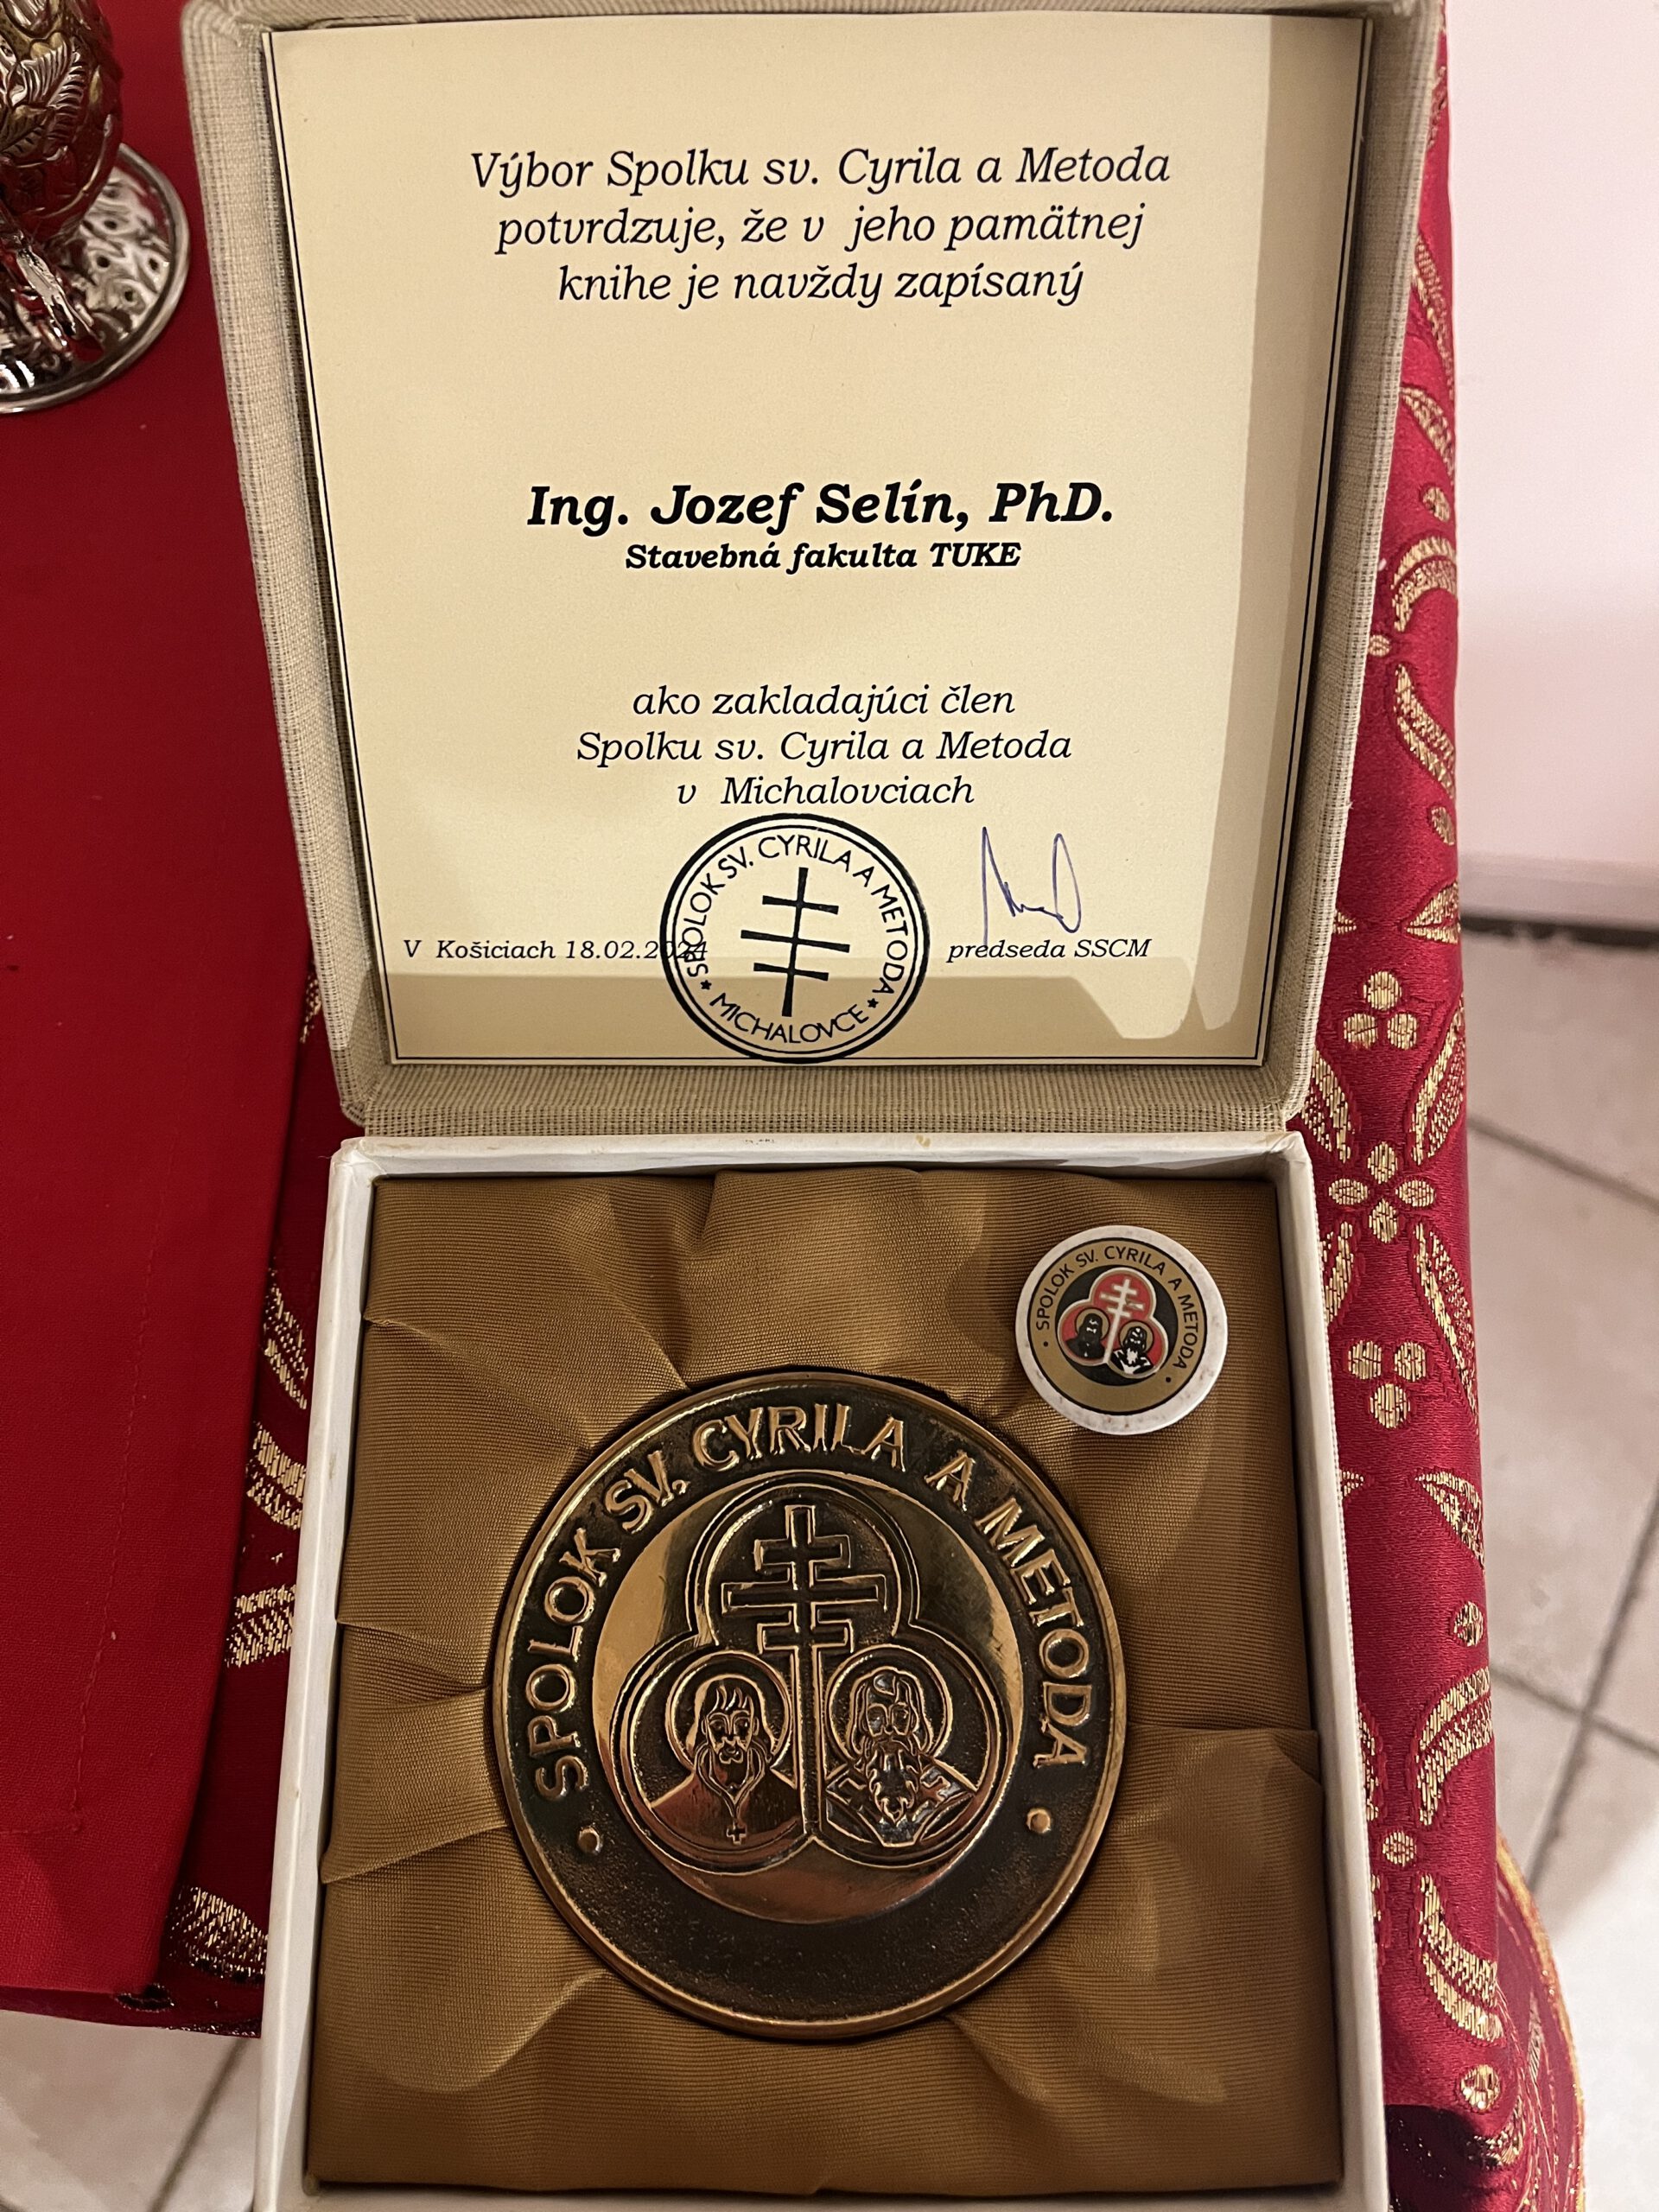 Výbor Spolku sv. Cyrila a Metoda
potvrdzuje, že v jeho pamätnej
knihe je navždy zapísaný
Ing. Jozef Selín, PhD.
Stavebná fakulta TUKE
ako zakladajúci člen
Spolku sv. Cyrila a Metoda
v Michalovciach
SPOLOK SV. CYRILA A METODA
MICHALOVCE
V Košiciach 18.02.2024
predseda SSCM
SPOLOK SV. CYRILA A METODA
SPOLOK SV. CYRILA A METODA